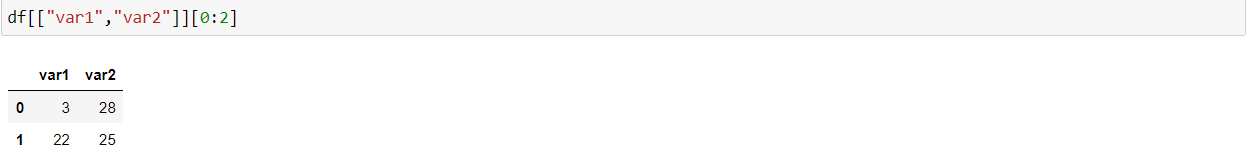 df[["var1","var2"]][0:2]
var1 var2
0 3 28
1 22 25